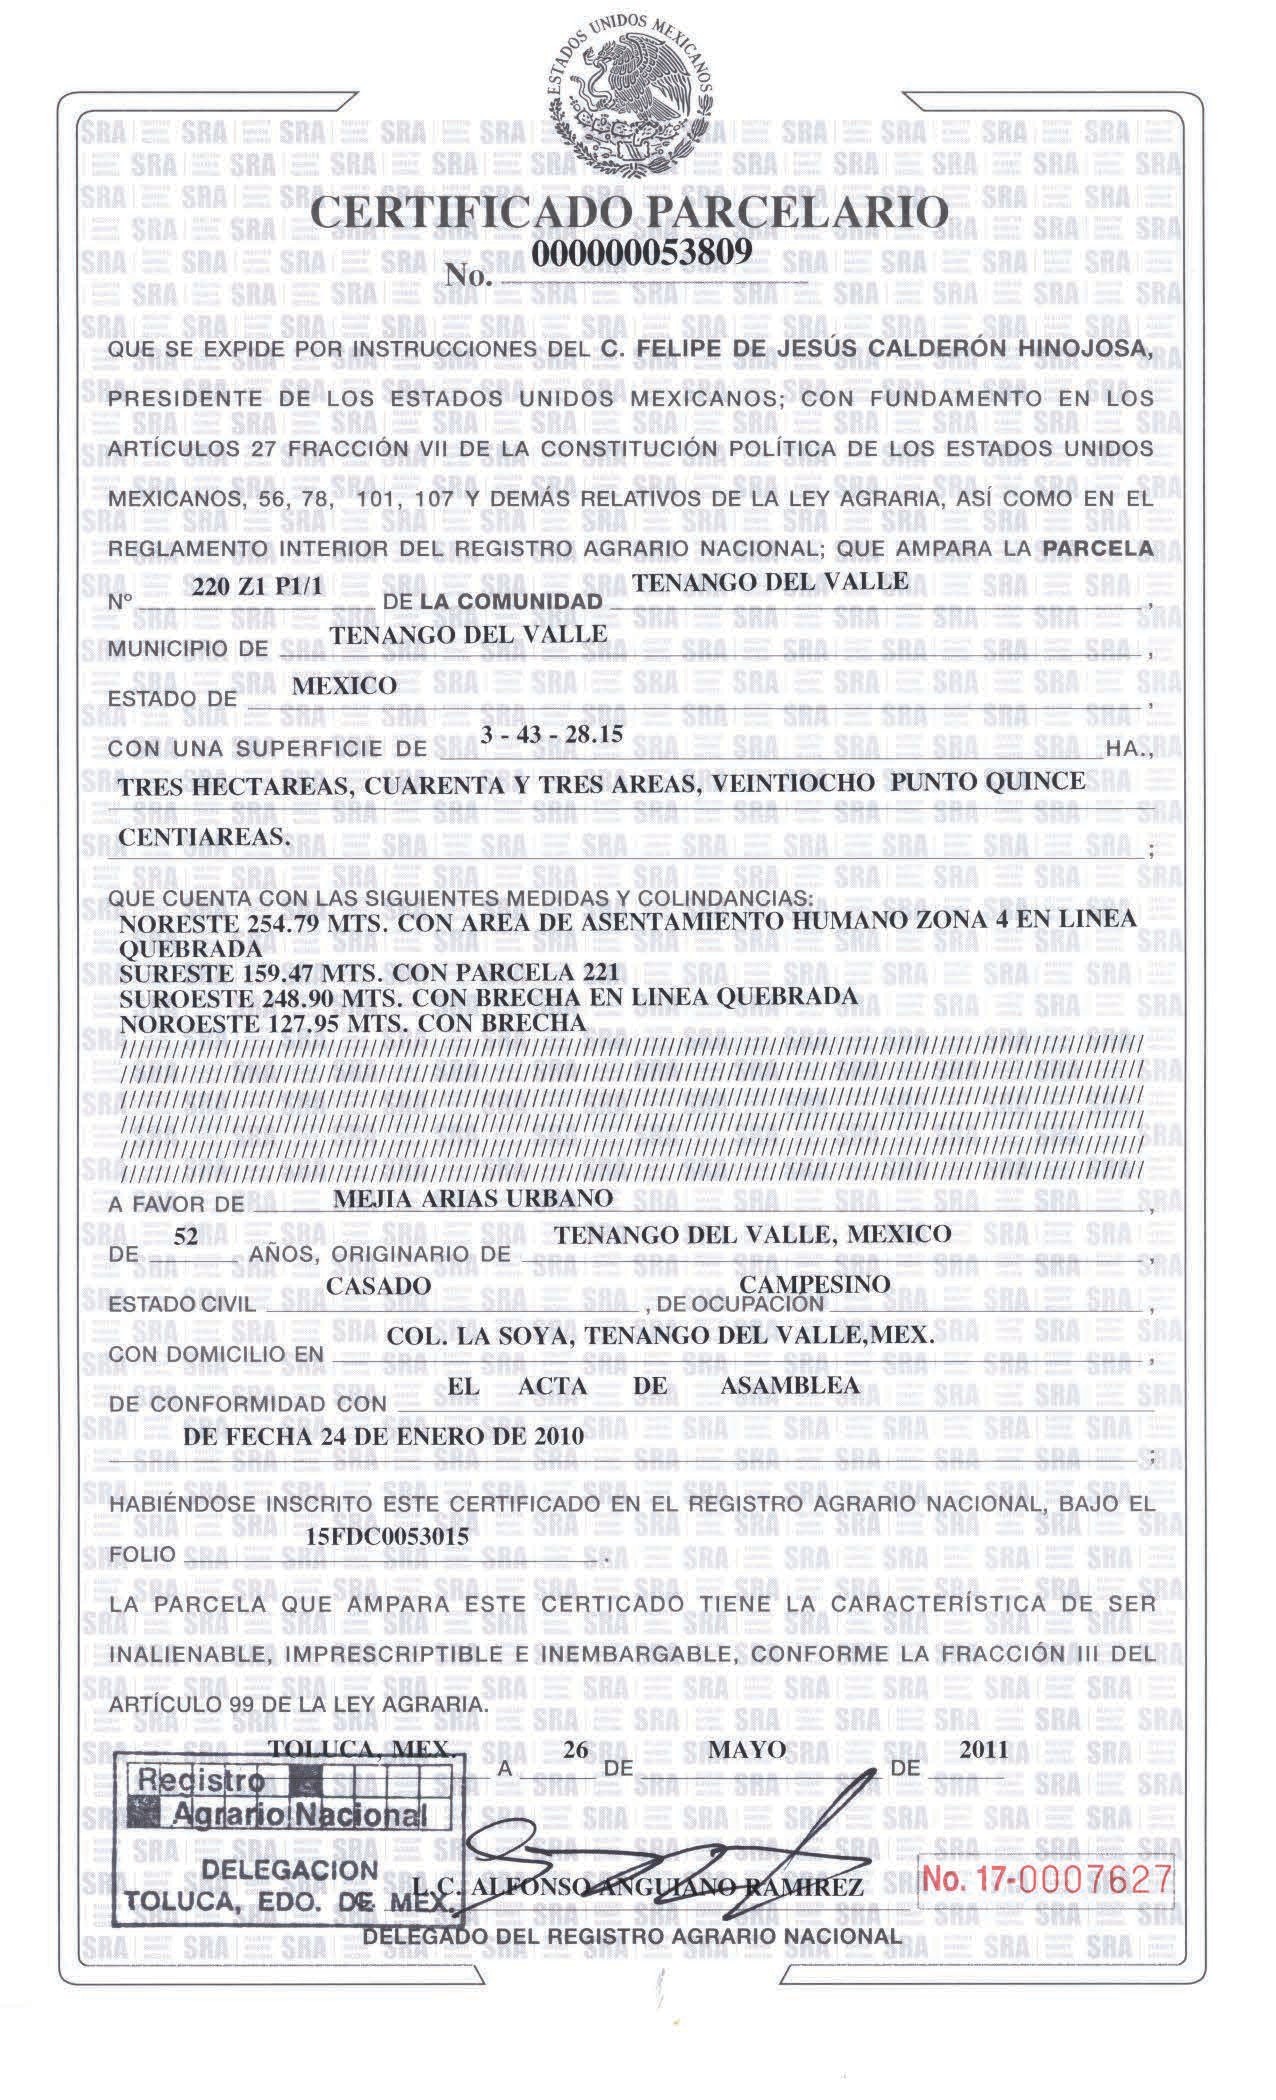 ESTADOS UNIDOS MEXICANOS
CERTIFICADO PARCELARIO
No. 000000053809
QUE SE EXPIDE POR INSTRUCCIONES DEL C. FELIPE DE JESÚS CALDERÓN HINOJOSA,
PRESIDENTE DE LOS ESTADOS UNIDOS MEXICANOS; CON FUNDAMENTO EN LOS
ARTÍCULOS 27 FRACCIÓN VII DE LA CONSTITUCIÓN POLÍTICA DE LOS ESTADOS UNIDOS
MEXICANOS, 56, 78, 101, 107 Y DEMÁS RELATIVOS DE LA LEY AGRARIA, ASÍ COMO EN EL
REGLAMENTO INTERIOR DEL REGISTRO AGRARIO NACIONAL; QUE AMPARA LA PARCELA
Nº 220 Z1 P1/1 DE LA COMUNIDAD TENANGO DEL VALLE,
MUNICIPIO DE TENANGO DEL VALLE,
ESTADO DE MEXICO,
CON UNA SUPERFICIE DE 3 - 43 - 28.15 HA.,
TRES HECTAREAS, CUARENTA Y TRES AREAS, VEINTIOCHO PUNTO QUINCE
CENTIAREAS. ;
QUE CUENTA CON LAS SIGUIENTES MEDIDAS Y COLINDANCIAS:
NORESTE 254.79 MTS. CON AREA DE ASENTAMIENTO HUMANO ZONA 4 EN LINEA
QUEBRADA
SURESTE 159.47 MTS. CON PARCELA 221
SUROESTE 248.90 MTS. CON BRECHA EN LINEA QUEBRADA
NOROESTE 127.95 MTS. CON BRECHA
A FAVOR DE MEJIA ARIAS URBANO,
DE 52 AÑOS, ORIGINARIO DE TENANGO DEL VALLE, MEXICO,
ESTADO CIVIL CASADO, DE OCUPACIÓN CAMPESINO,
CON DOMICILIO EN COL. LA SOYA, TENANGO DEL VALLE,MEX.,
DE CONFORMIDAD CON EL ACTA DE ASAMBLEA
DE FECHA 24 DE ENERO DE 2010;
HABIÉNDOSE INSCRITO ESTE CERTIFICADO EN EL REGISTRO AGRARIO NACIONAL, BAJO EL
FOLIO 15FDC0053015.
LA PARCELA QUE AMPARA ESTE CERTICADO TIENE LA CARACTERÍSTICA DE SER
INALIENABLE, IMPRESCRIPTIBLE E INEMBARGABLE, CONFORME LA FRACCIÓN III DEL
ARTÍCULO 99 DE LA LEY AGRARIA.
TOLUCA, MEX. A 26 DE MAYO DE 2011
Registro
Agrario Nacional
DELEGACION
TOLUCA, EDO. DE MEX.
L.C. ALFONSO ANGUIANO RAMIREZ
No. 17-0007627
DELEGADO DEL REGISTRO AGRARIO NACIONAL